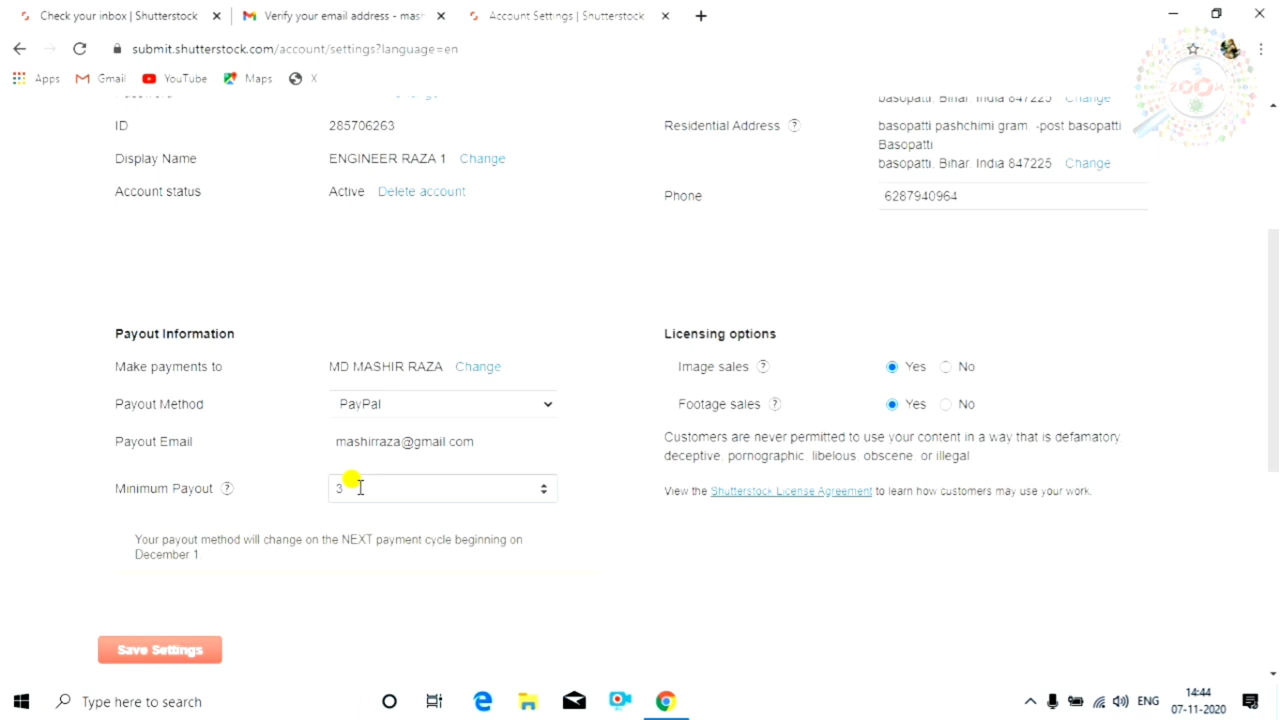 Check your inbox | Shutterstock
Verify your email address - mas
Account Settings | Shutterstock
submit.shutterstock.com/account/settings?language=en
Apps
Gmail
YouTube
Maps
X
ZOOM
Password
Change
ID
285706263
Display Name
ENGINEER RAZA 1
Change
Account status
Active
Delete account
basopatti, Bihar, India 847225
Change
Residential Address
?
basopatti pashchimi gram, -post basopatti
Basopatti
basopatti, Bihar, India 847225
Change
Phone
6287940964
Payout Information
Make payments to
MD MASHIR RAZA
Change
Payout Method
PayPal
Payout Email
mashirraza@gmail.com
Minimum Payout
?
3
Your payout method will change on the NEXT payment cycle beginning on
December 1
Licensing options
Image sales
?
Yes
No
Footage sales
?
Yes
No
Customers are never permitted to use your content in a way that is defamatory,
deceptive, pornographic, libelous, obscene, or illegal.
View the Shutterstock License Agreement to learn how customers may use your work.
Save Settings
Type here to search
ENG
14:44
07-11-2020